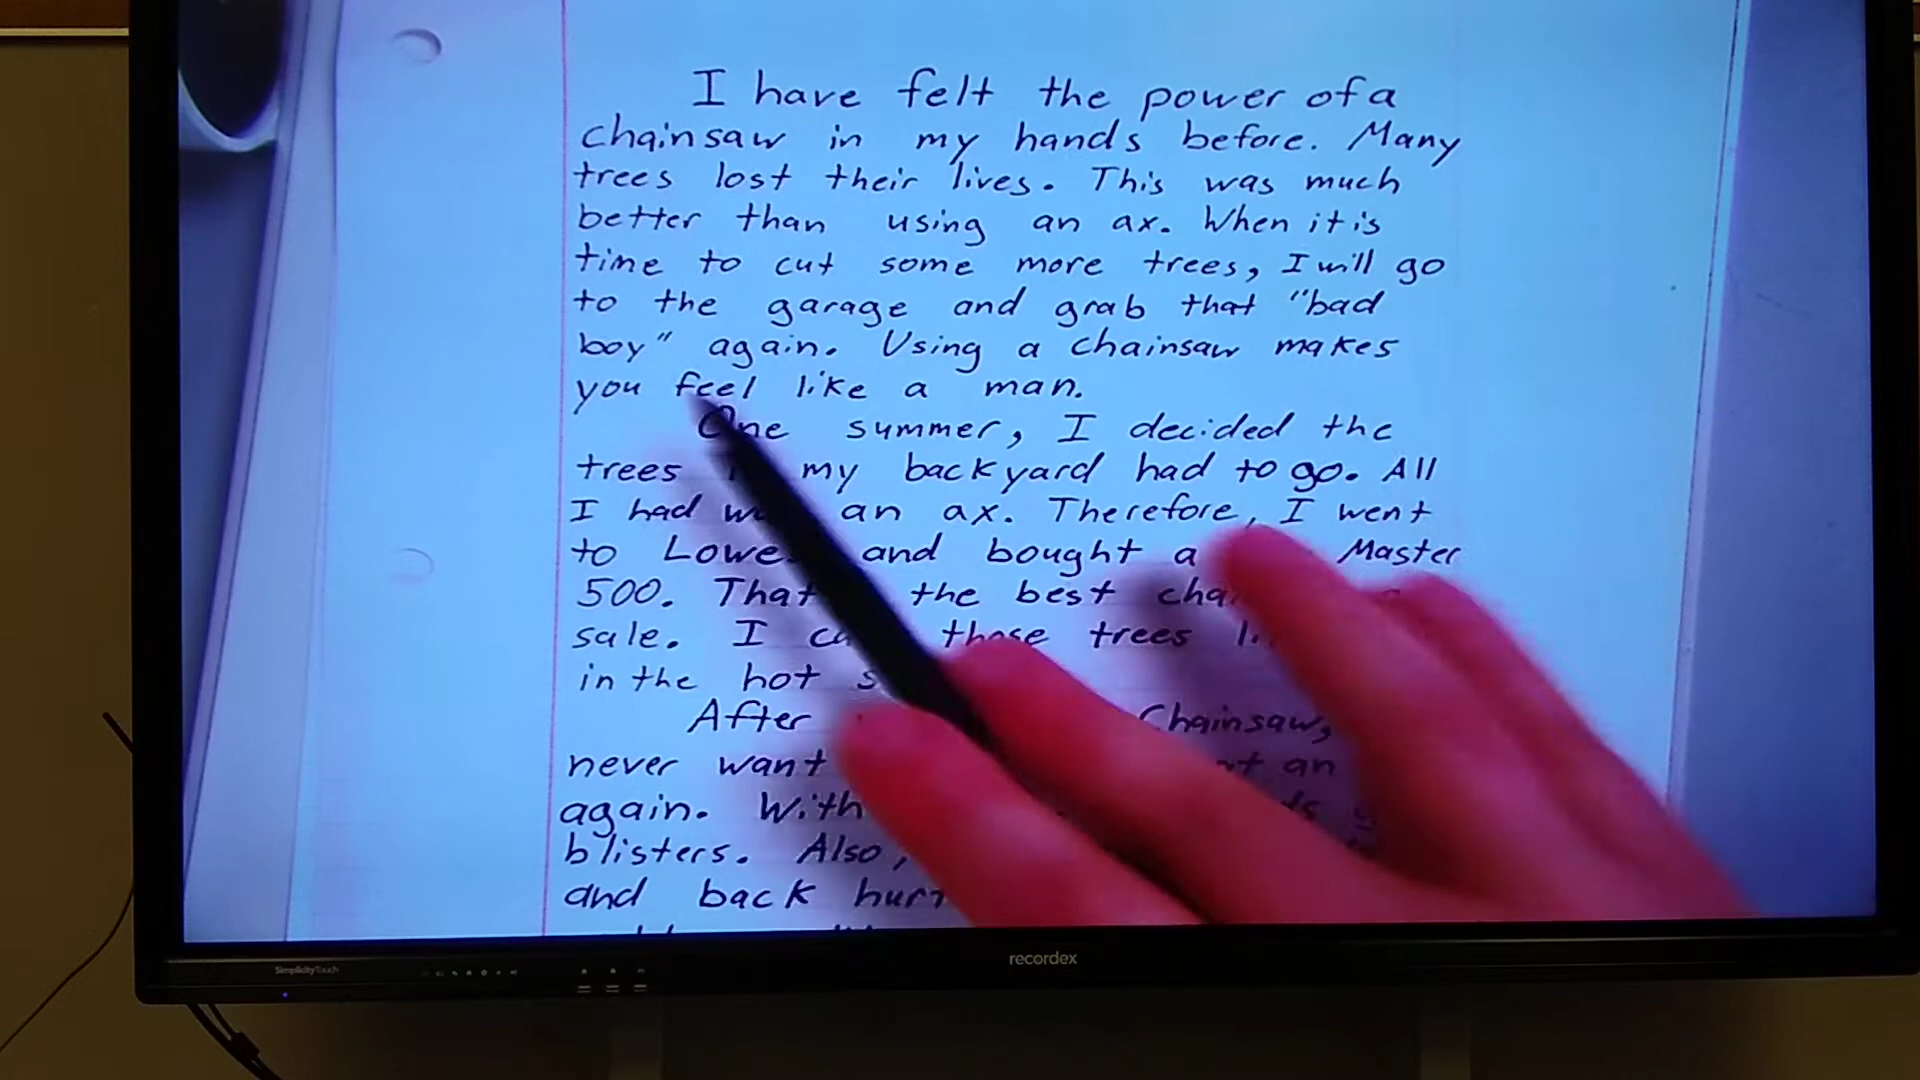 I have felt the power of a
chainsaw in my hands before. Many
trees lost their lives. This was much
better than using an ax. When it is
time to cut some more trees, I will go
to the garage and grab that "bad
boy" again. Using a chainsaw makes
you feel like a man.
One summer, I decided the
trees my backyard had to go. All
I had an ax. Therefore, I went
to and bought a Master
500. the best
sale. I those trees
in the hot
After Chainsaw,
never want an
again. With
blisters. Also,
and back
recordex
SimplicityTouch